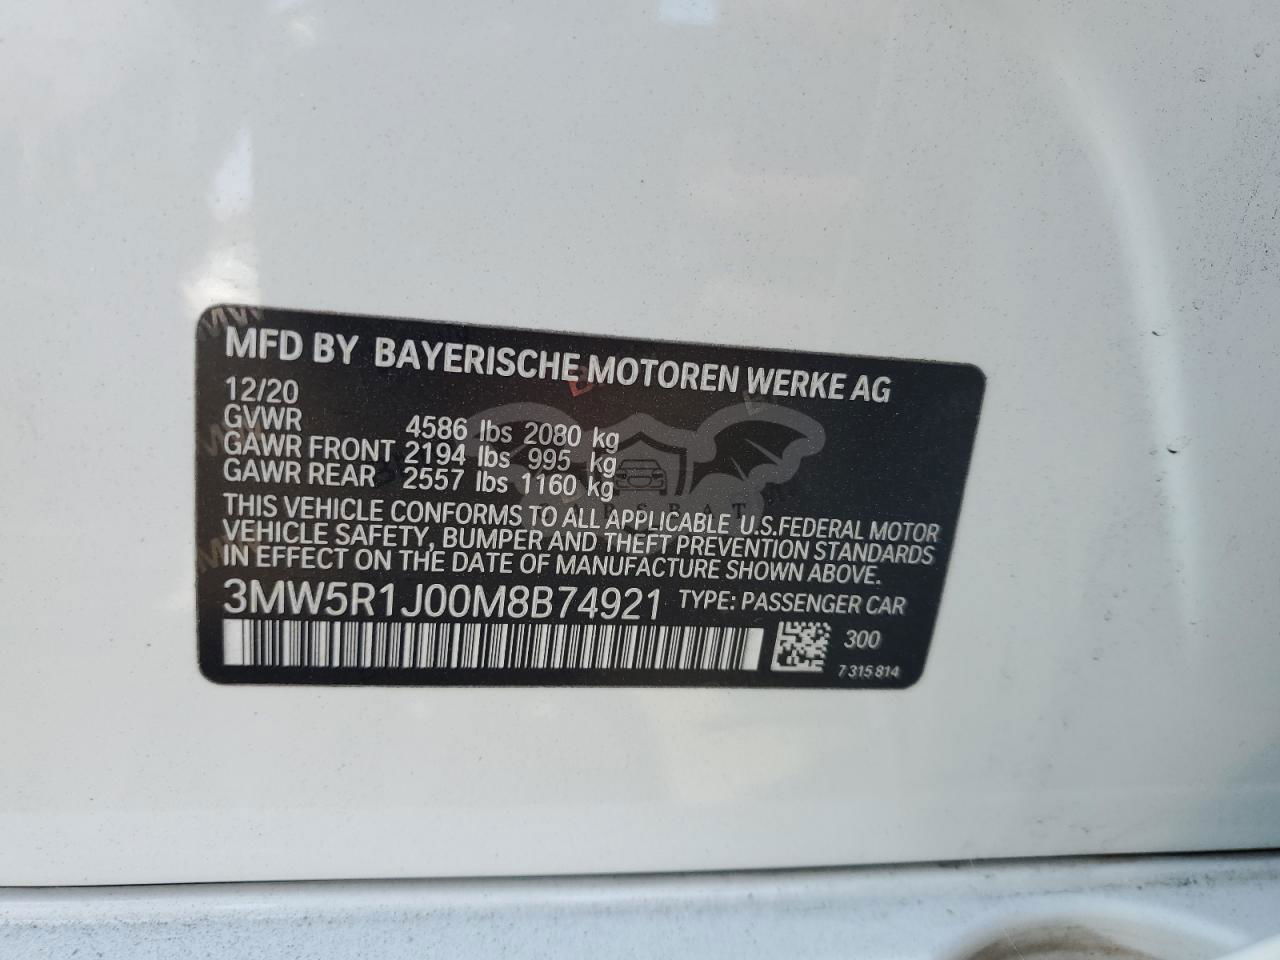 MFD BY BAYERISCHE MOTOREN WERKE AG
12/20
GVWR 4586 lbs 2080 kg
GAWR FRONT 2194 lbs 995 kg
GAWR REAR 2557 lbs 1160 kg
THIS VEHICLE CONFORMS TO ALL APPLICABLE U.S.FEDERAL MOTOR
VEHICLE SAFETY, BUMPER AND THEFT PREVENTION STANDARDS
IN EFFECT ON THE DATE OF MANUFACTURE SHOWN ABOVE.
3MW5R1J00M8B74921 TYPE: PASSENGER CAR
300
7 315 814